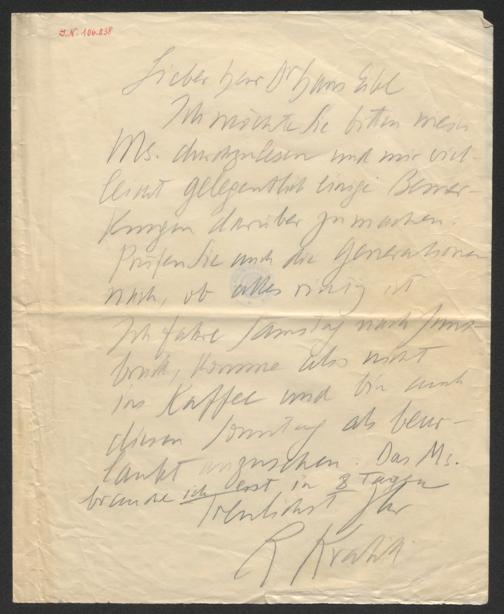 I.N. 106.838
Lieber Herr Dr Hans Eibl
Ich möchte Sie bitten mein
Ms. durchzulesen und mir viel-
leicht gelegentlich einige Bemer-
kungen darüber zu machen.
Prüfen Sie auch die Generationen
nach, ob alles richtig ist
Ich fahre Samstag nach Inns-
bruck, komme also nicht
ins Kaffee und bin auch
diesen Sonntag als beur-
laubt anzusehen. Das Ms.
brauche ich erst in 8 Tagen
Ihr
R Kralik